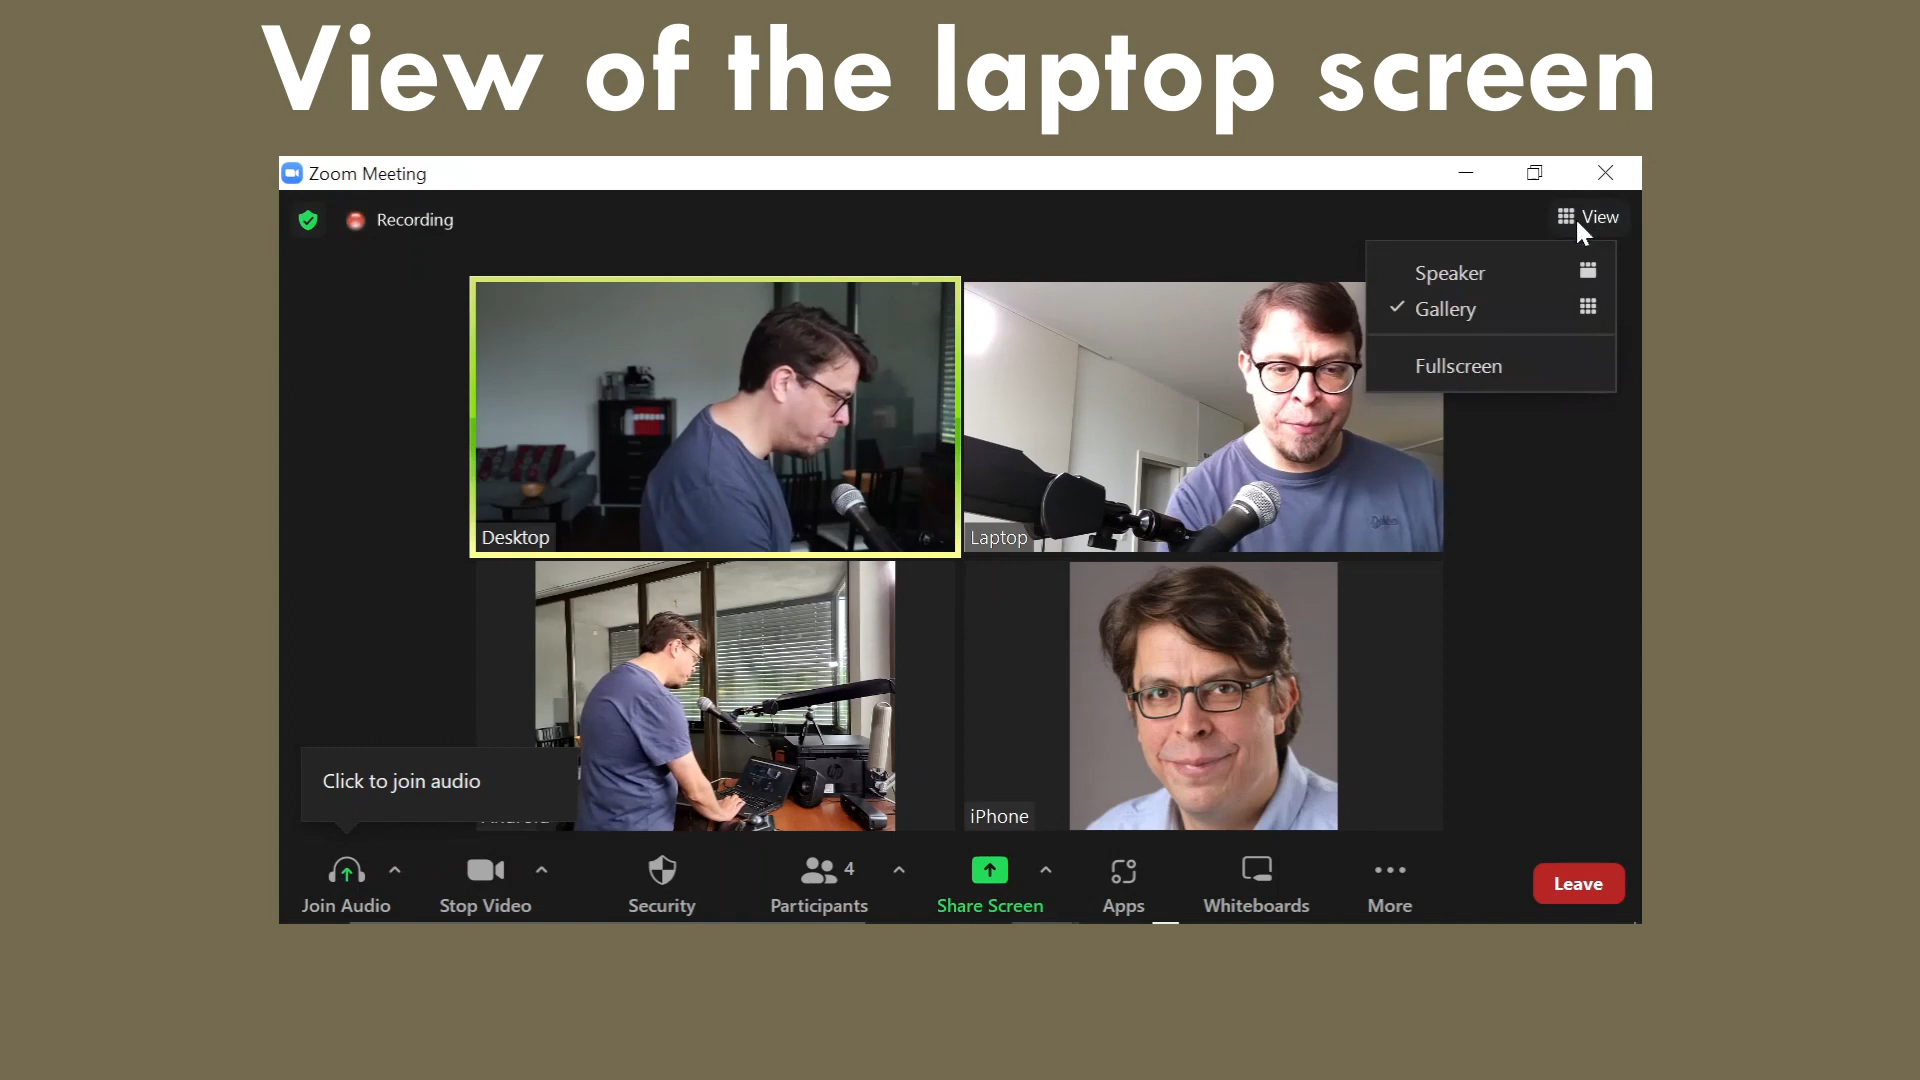 View of the laptop screen
Zoom Meeting
Recording
View
Speaker
Gallery
Fullscreen
Desktop
Laptop
Click to join audio
iPhone
4
Join Audio
Stop Video
Security
Participants
Share Screen
Apps
Whiteboards
More
Leave